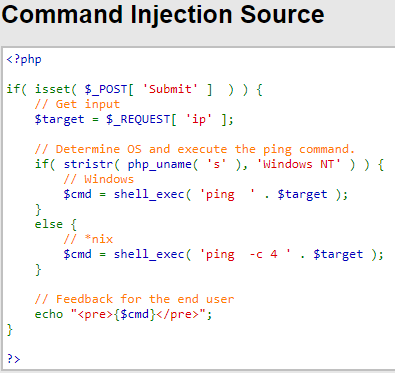 Command Injection Source
<?php
if( isset( $_POST[ 'Submit' ]  ) ) {
    // Get input
    $target = $_REQUEST[ 'ip' ];
    // Determine OS and execute the ping command.
    if( stristr( php_uname( 's' ), 'Windows NT' ) ) {
        // Windows
        $cmd = shell_exec( 'ping  ' . $target );
    }
    else {
        // *nix
        $cmd = shell_exec( 'ping  -c 4 ' . $target );
    }
    // Feedback for the end user
    echo "<pre>{$cmd}</pre>";
}
?>